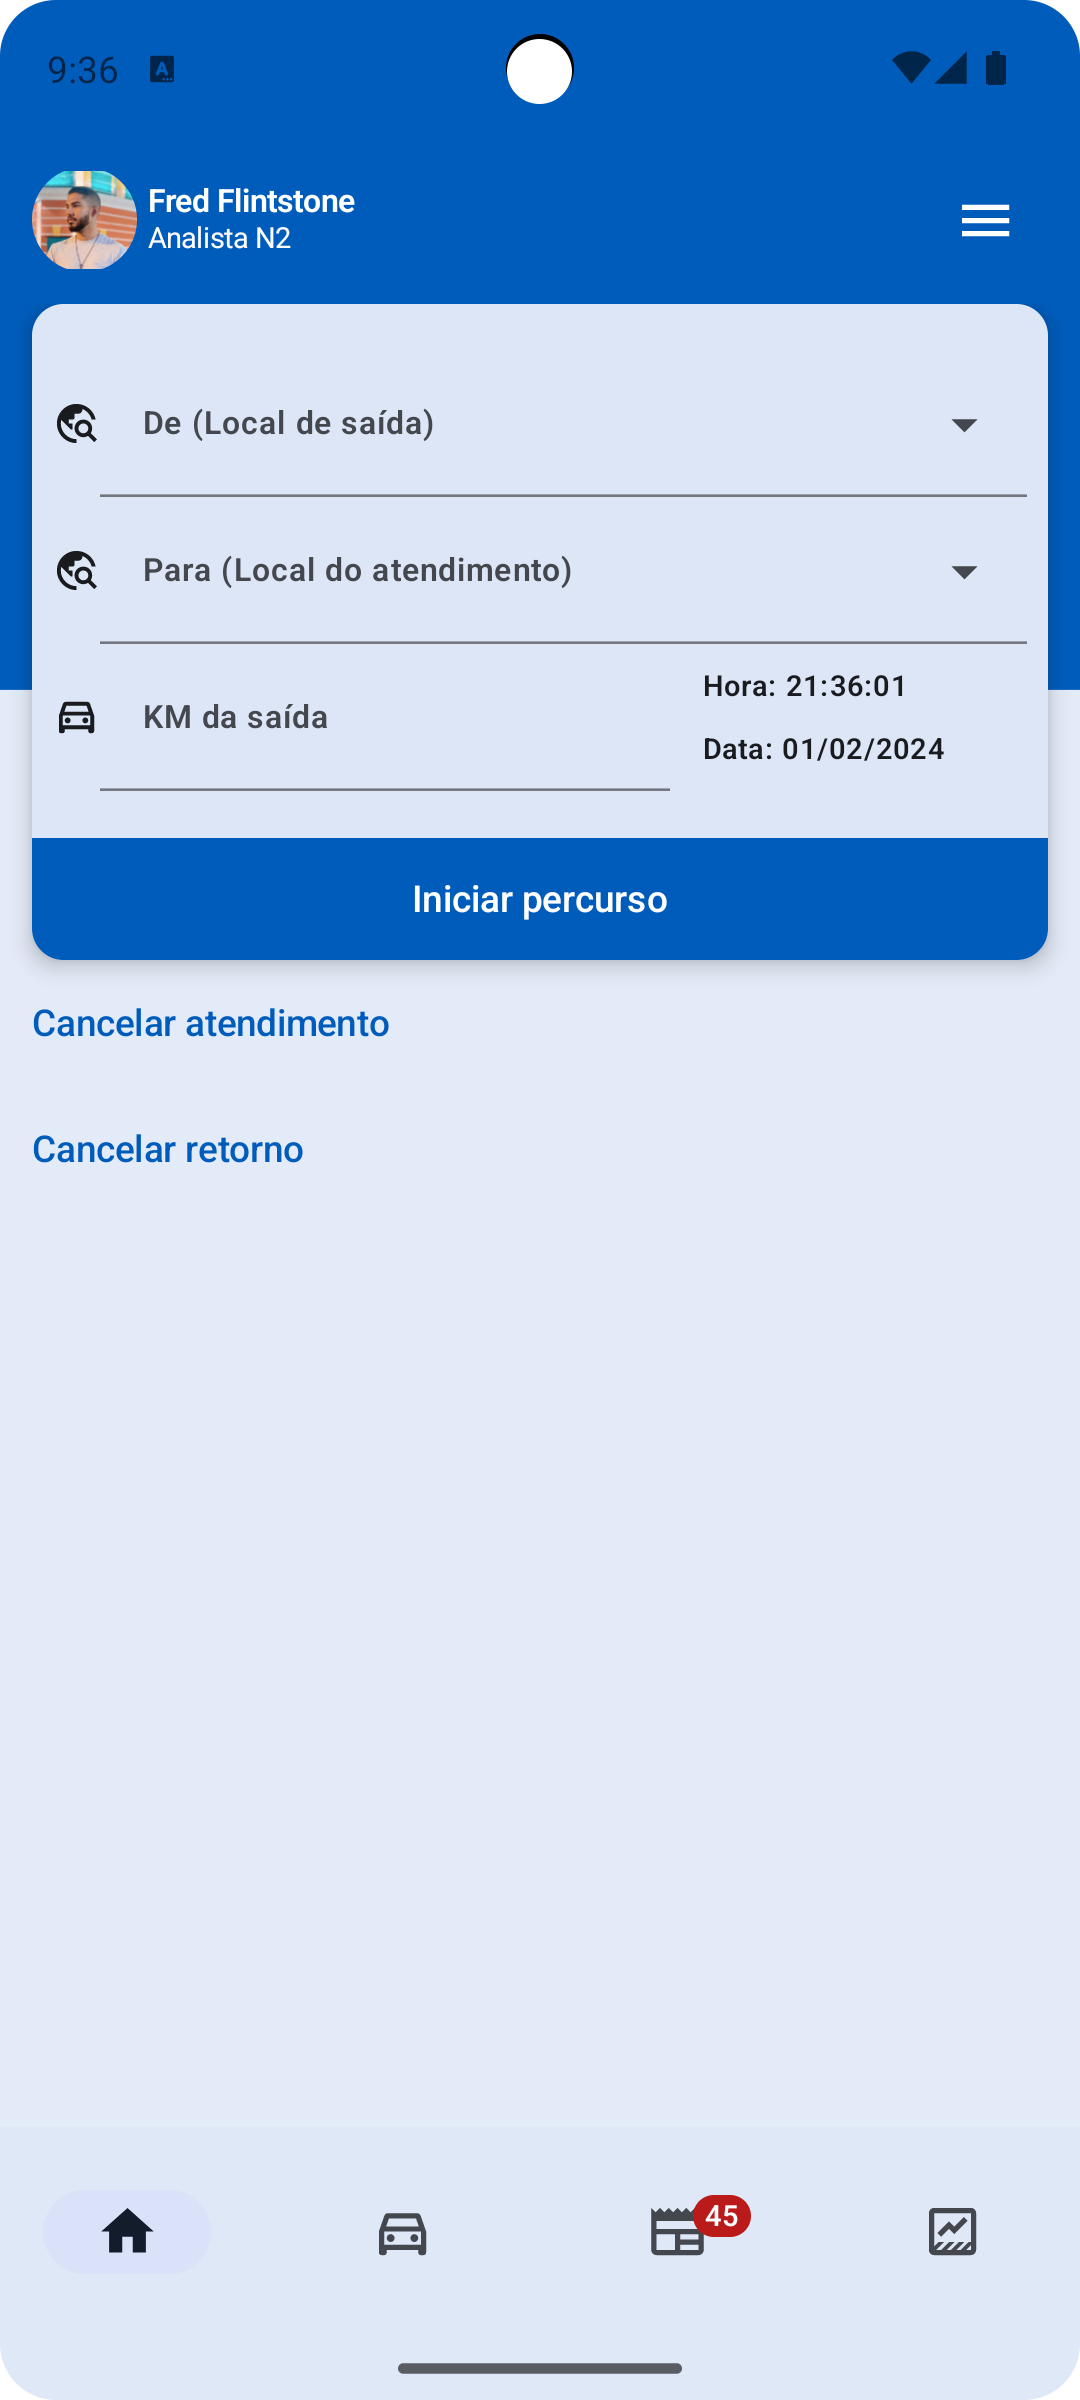 9:36
A
Fred Flintstone
Analista N2
De (Local de saída)
Para (Local do atendimento)
KM da saída
Hora: 21:36:01
Data: 01/02/2024
Iniciar percurso
Cancelar atendimento
Cancelar retorno
45